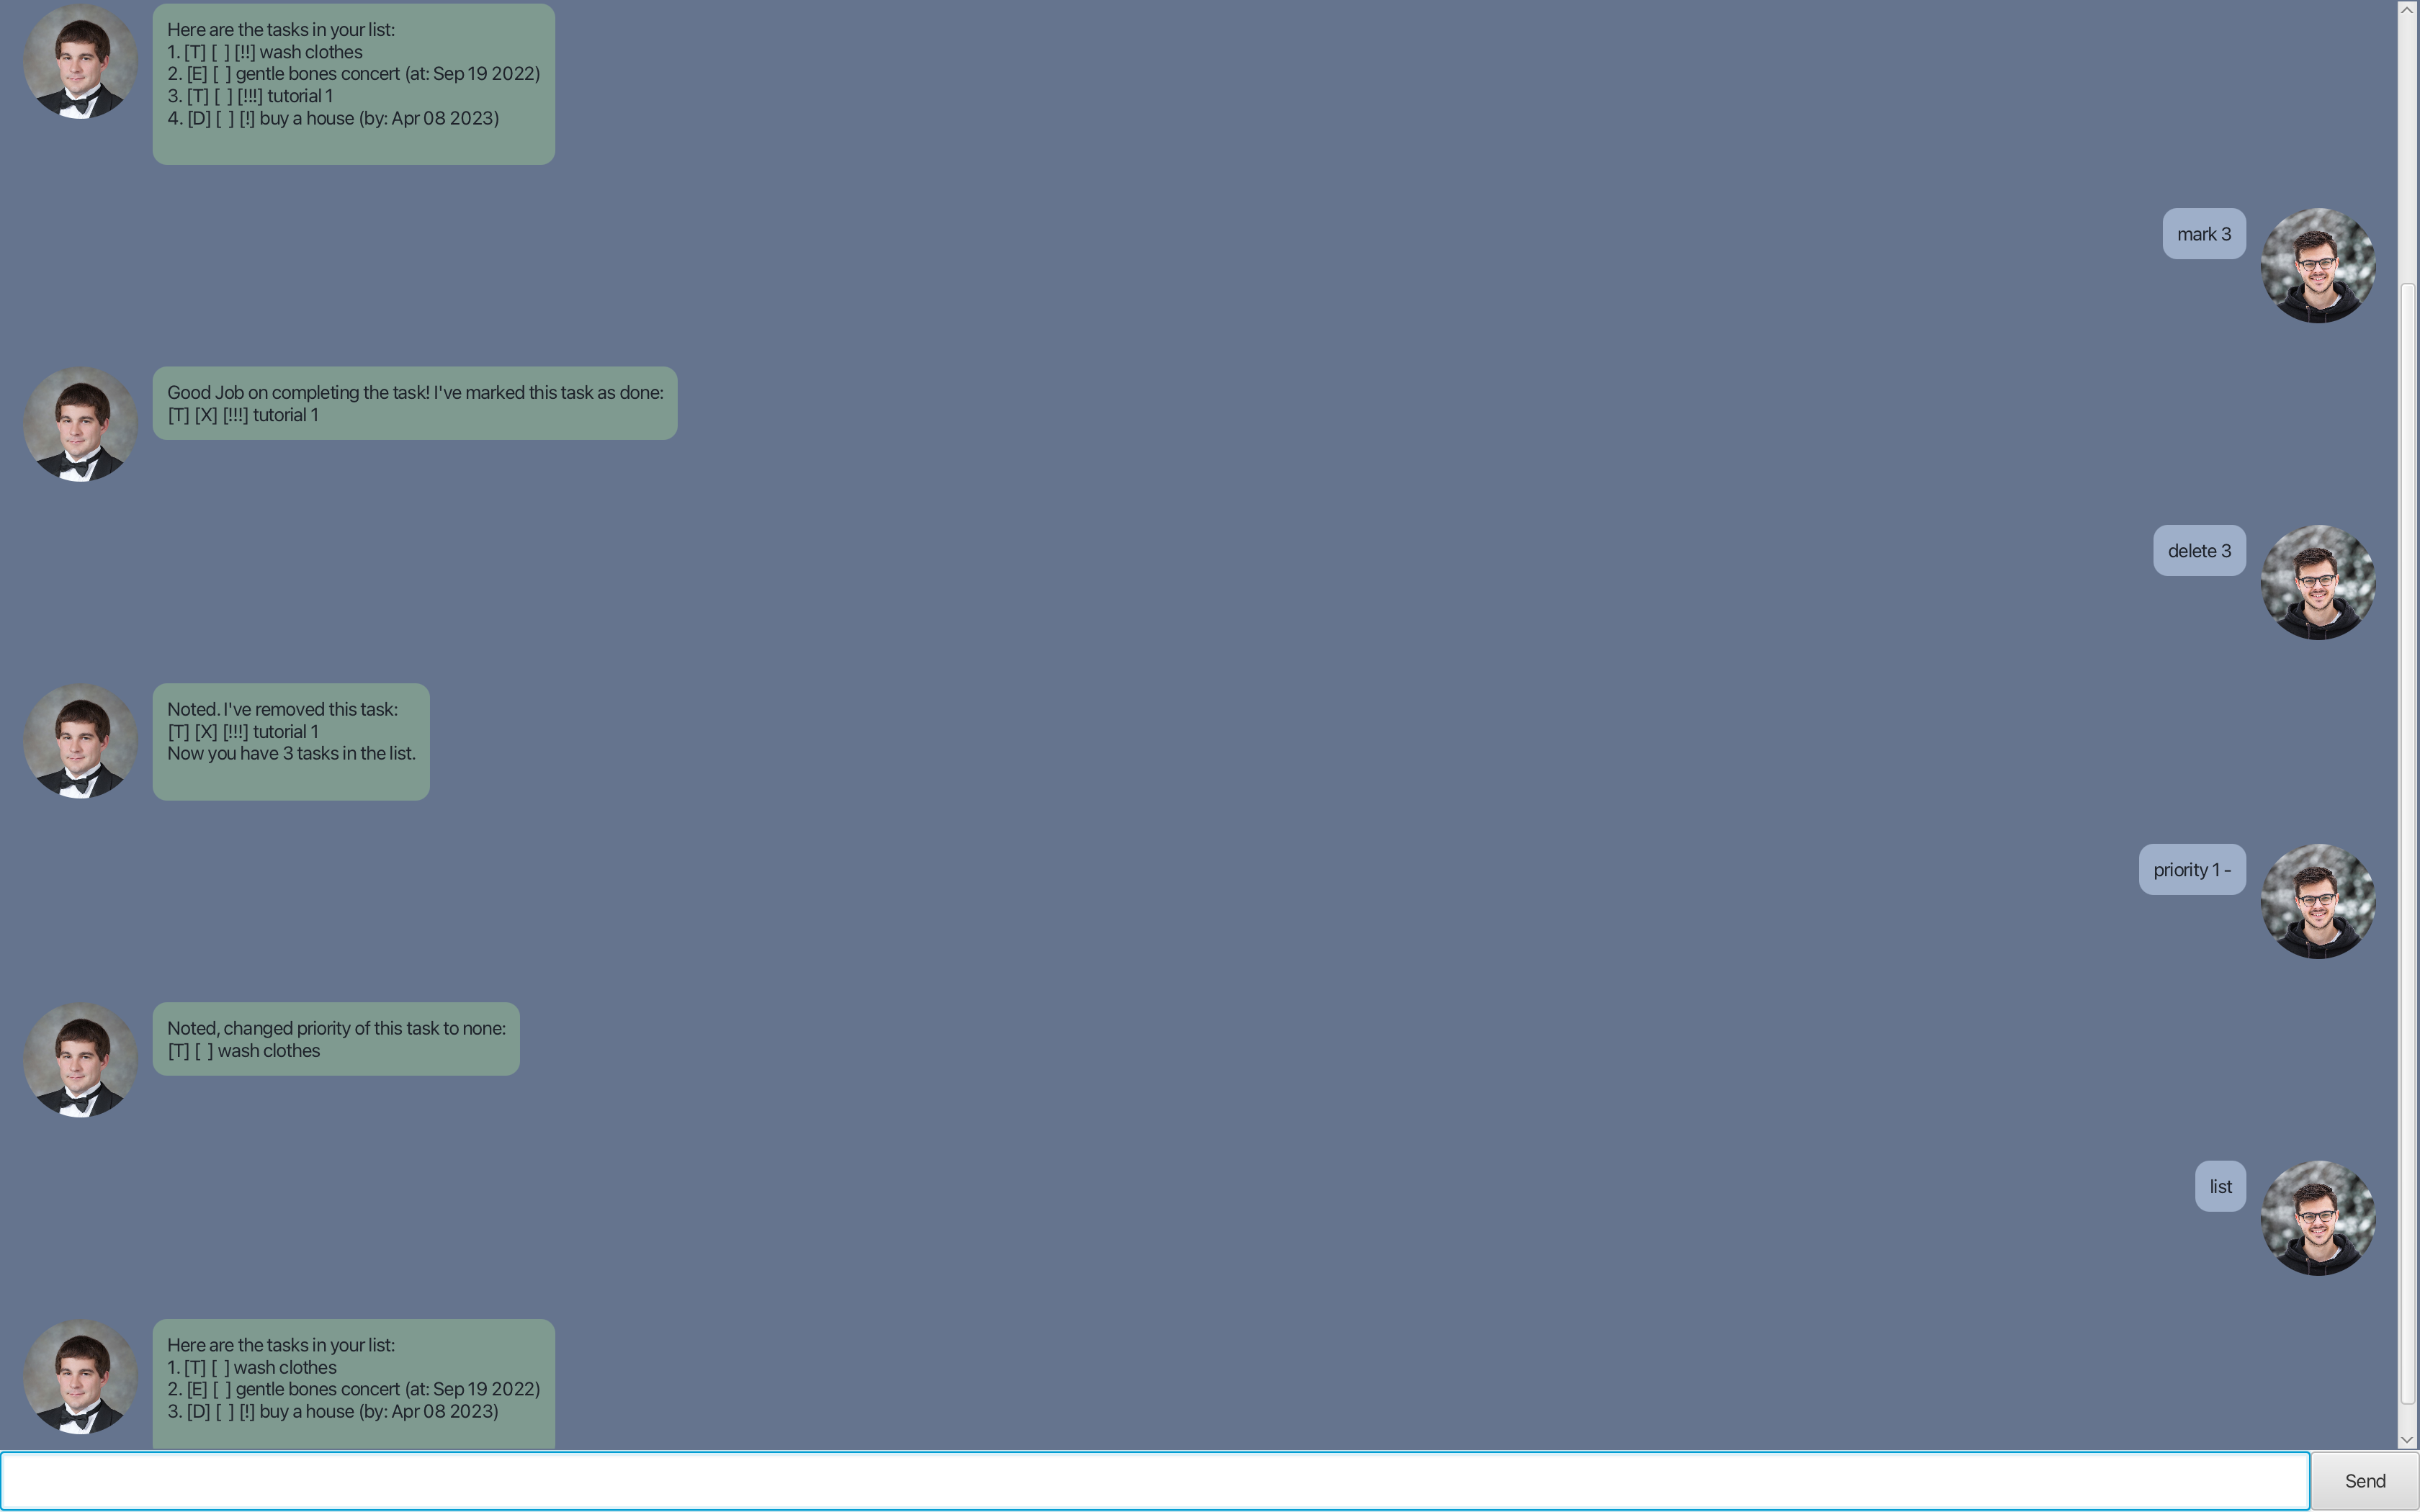 Here are the tasks in your list:
1. [T] [  ] [!!] wash clothes
2. [E] [  ] gentle bones concert (at: Sep 19 2022)
3. [T] [  ] [!!!] tutorial 1
4. [D] [  ] [!] buy a house (by: Apr 08 2023)
mark 3
Good Job on completing the task! I've marked this task as done:
[T] [X] [!!!] tutorial 1
delete 3
Noted. I've removed this task:
[T] [X] [!!!] tutorial 1
Now you have 3 tasks in the list.
priority 1 -
Noted, changed priority of this task to none:
[T] [  ] wash clothes
list
Here are the tasks in your list:
1. [T] [  ] wash clothes
2. [E] [  ] gentle bones concert (at: Sep 19 2022)
3. [D] [  ] [!] buy a house (by: Apr 08 2023)
Send